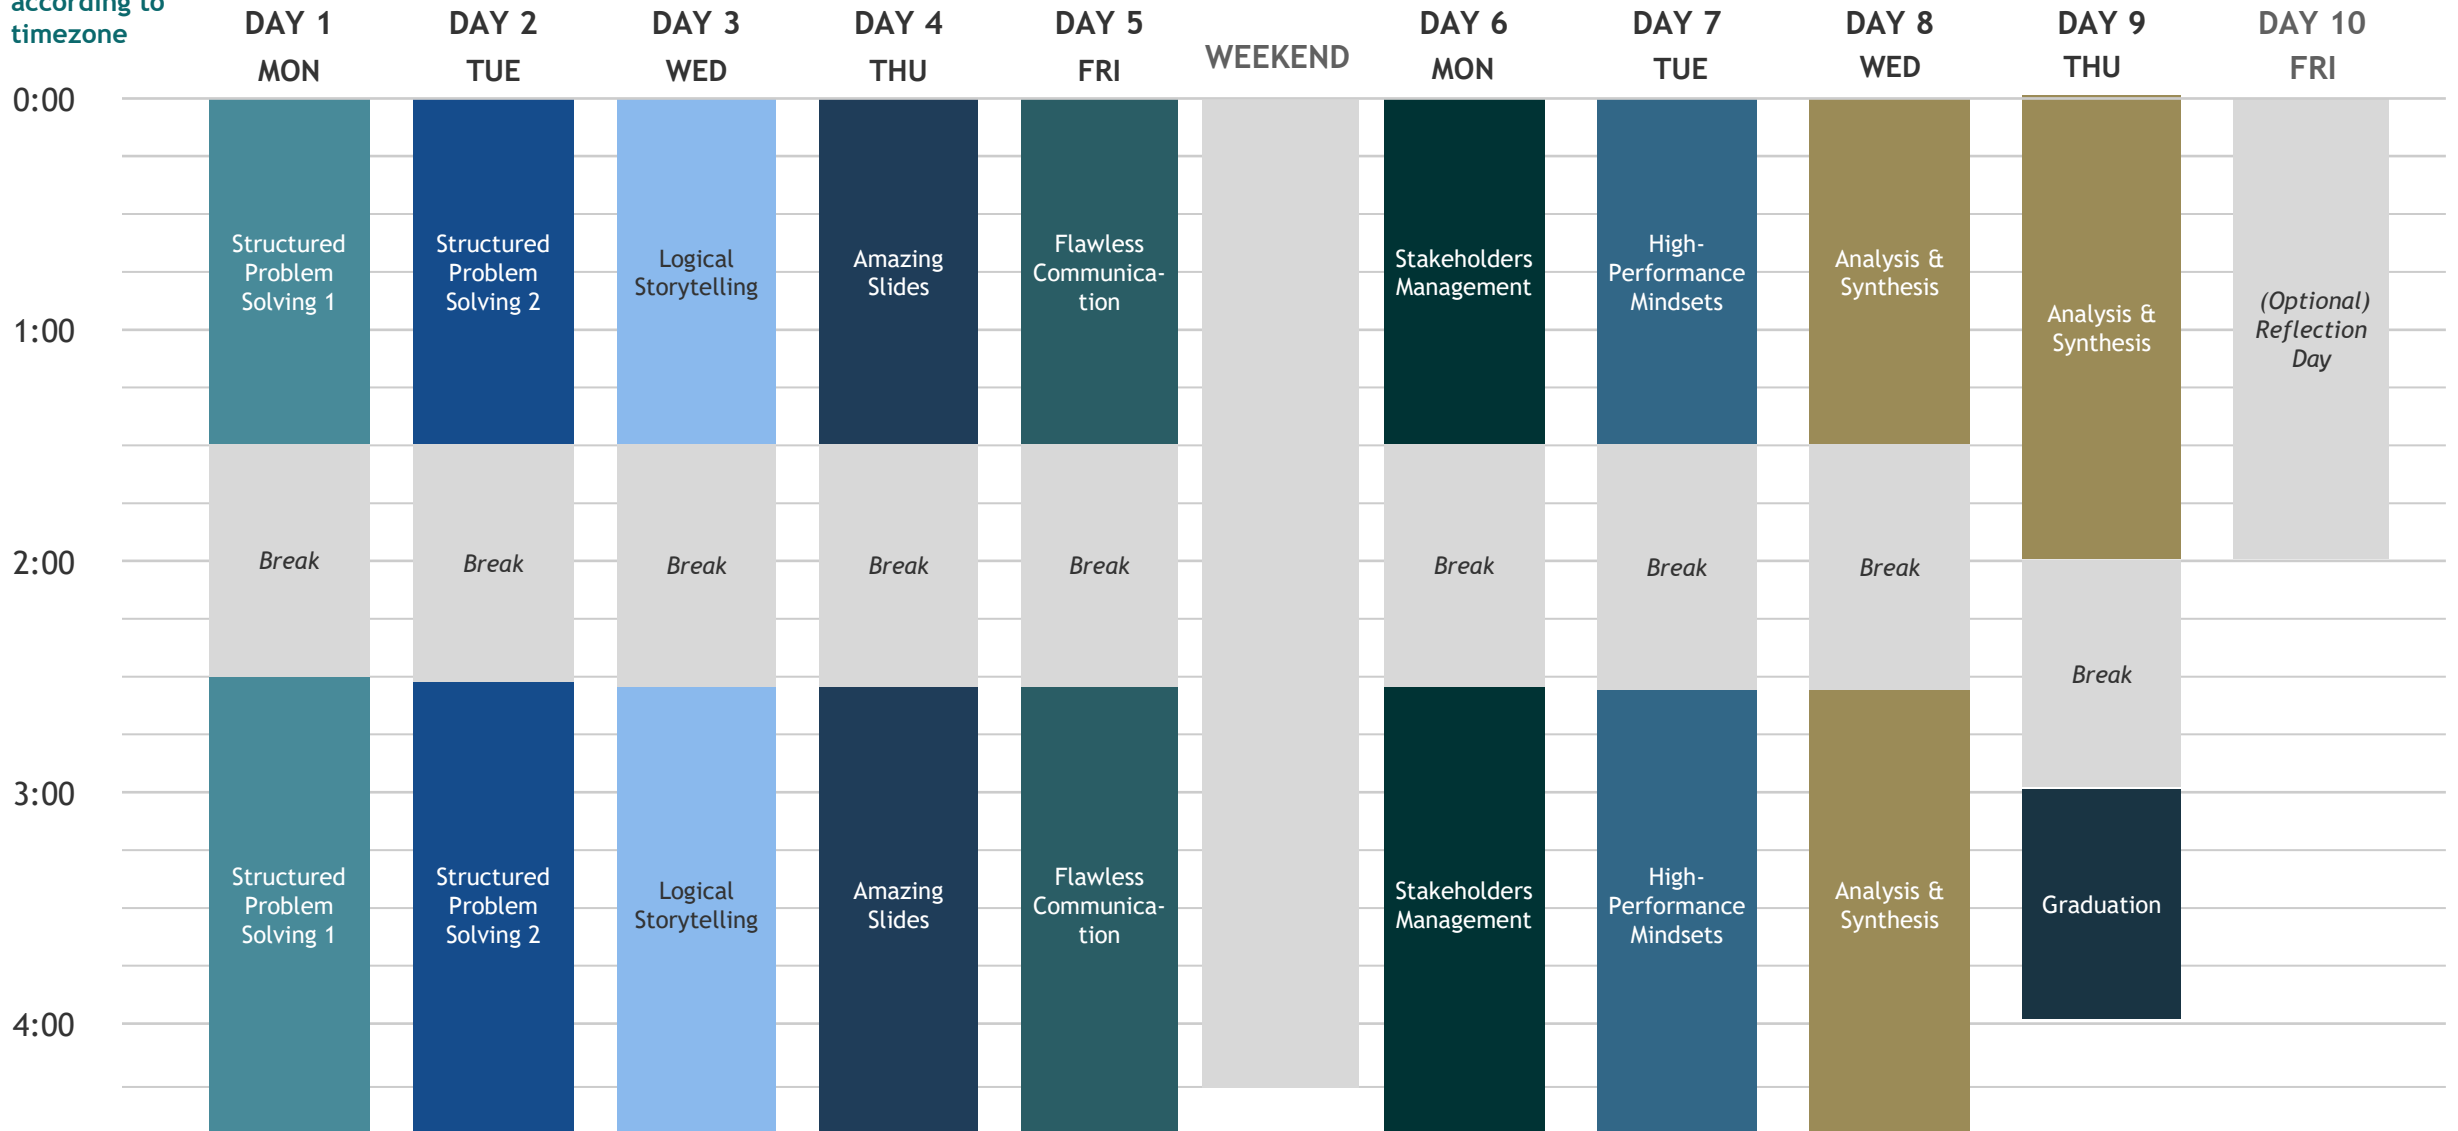 according to
timezone
DAY 1
MON
DAY 2
TUE
DAY 3
WED
DAY 4
THU
DAY 5
FRI
WEEKEND
DAY 6
MON
DAY 7
TUE
DAY 8
WED
DAY 9
THU
DAY 10
FRI
0:00
1:00
2:00
3:00
4:00
Structured
Problem
Solving 1
Break
Structured
Problem
Solving 1
Structured
Problem
Solving 2
Break
Structured
Problem
Solving 2
Logical
Storytelling
Break
Logical
Storytelling
Amazing
Slides
Break
Amazing
Slides
Flawless
Communica-
tion
Break
Flawless
Communica-
tion
Stakeholders
Management
Break
Stakeholders
Management
High-
Performance
Mindsets
Break
High-
Performance
Mindsets
Analysis &
Synthesis
Break
Analysis &
Synthesis
Analysis &
Synthesis
Break
Graduation
(Optional)
Reflection
Day